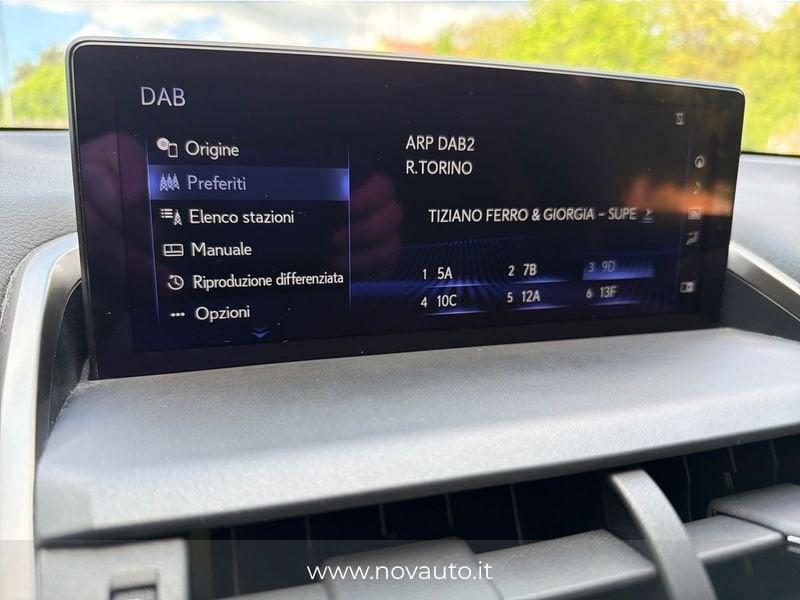 DAB
Origine
Preferiti
Elenco stazioni
Manuale
Riproduzione differenziata
Opzioni
ARP DAB2
R.TORINO
TIZIANO FERRO & GIORGIA - SUPE
1 5A 2 7B 3 9D
4 10C 5 12A 6 13F
www.novauto.it